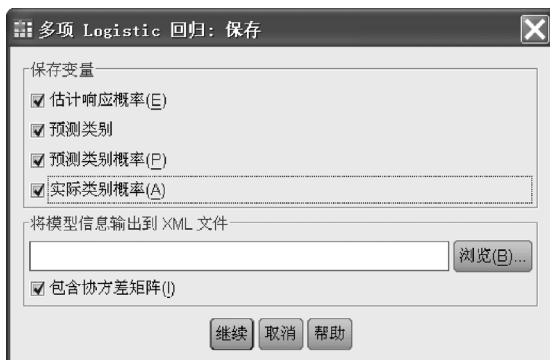 多项 Logistic 回归: 保存
保存变量
估计响应概率(E)
预测类别
预测类别概率(P)
实际类别概率(A)
将模型信息输出到 XML 文件
浏览(B)...
包含协方差矩阵(I)
继续 取消 帮助